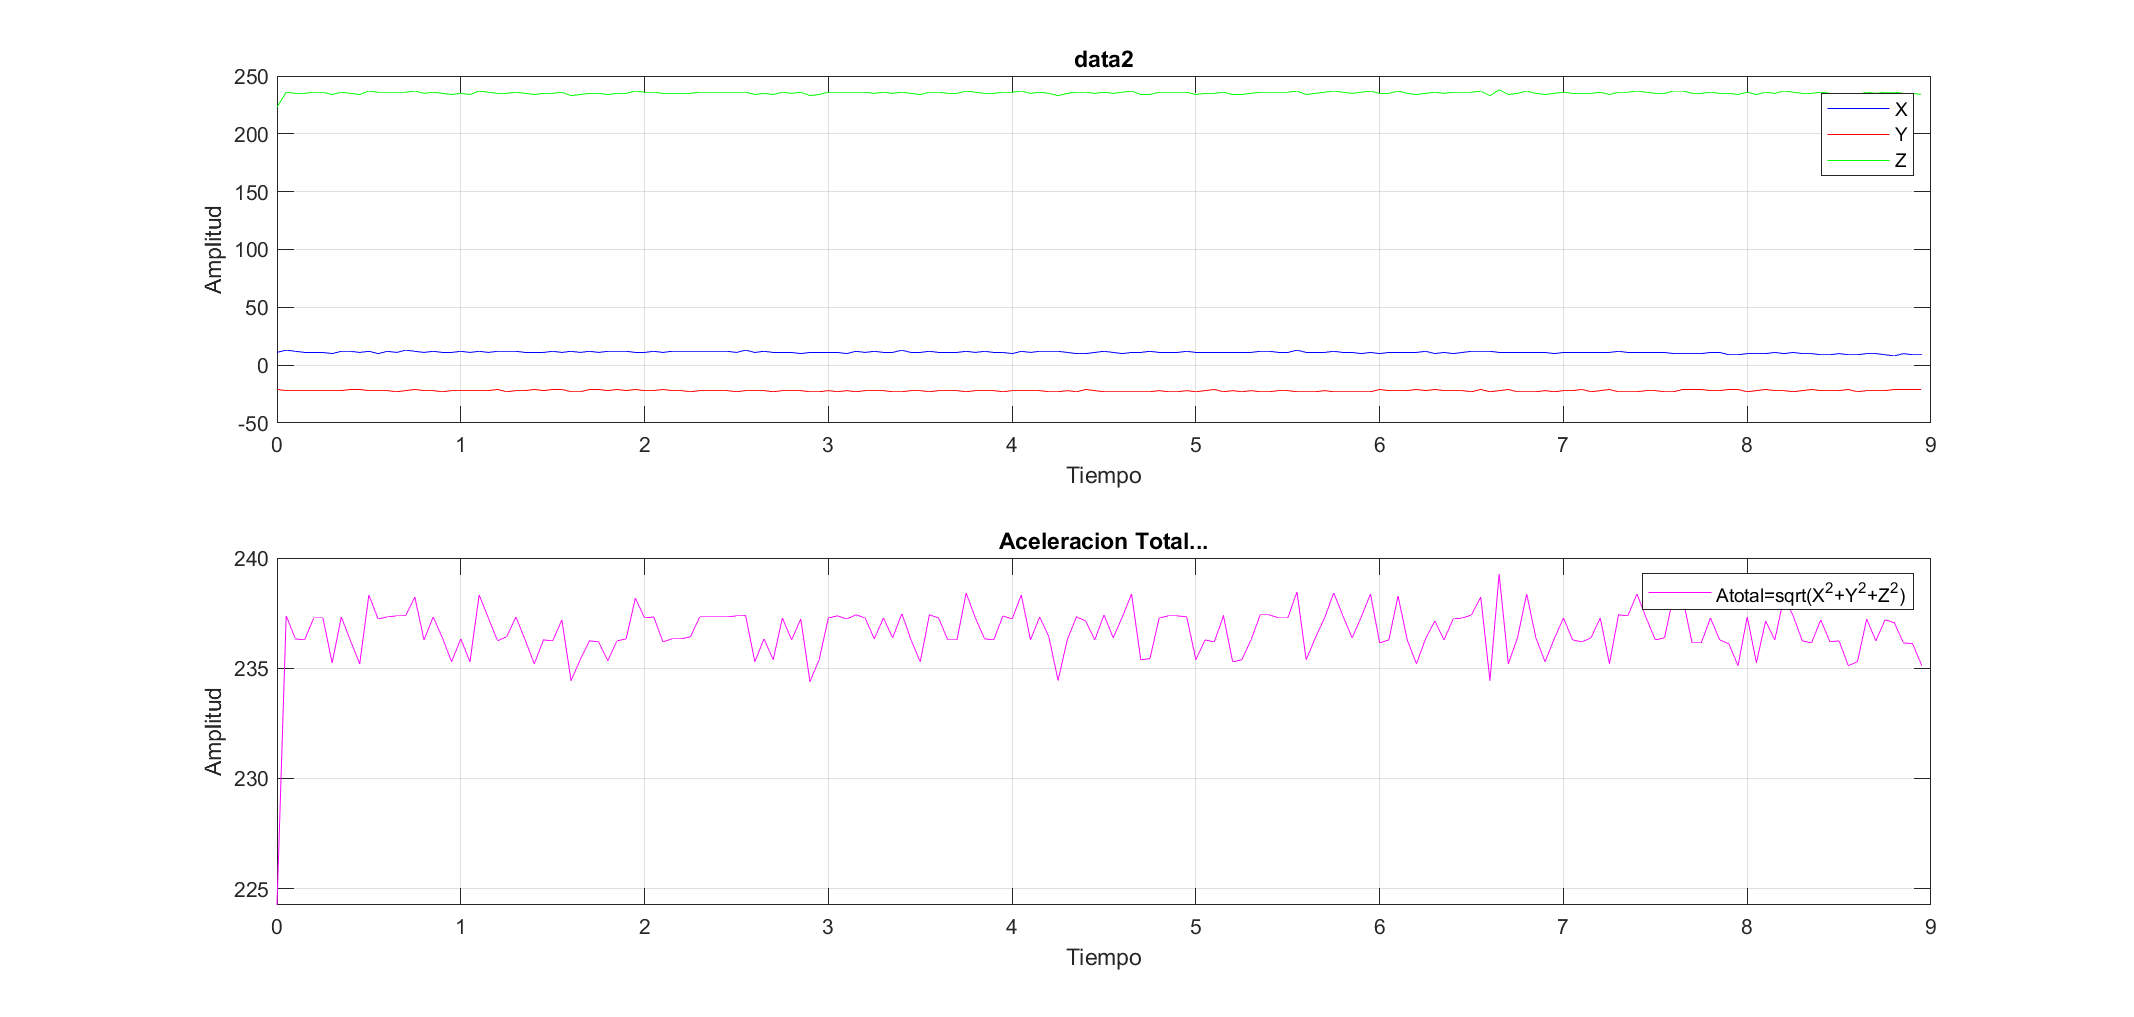 data2
250
200
150
100
50
0
-50
Amplitud
X
Y
Z
0 1 2 3 4 5 6 7 8 9
Tiempo
Aceleracion Total...
240
235
230
225
Amplitud
Atotal=sqrt(X²+Y²+Z²)
0 1 2 3 4 5 6 7 8 9
Tiempo